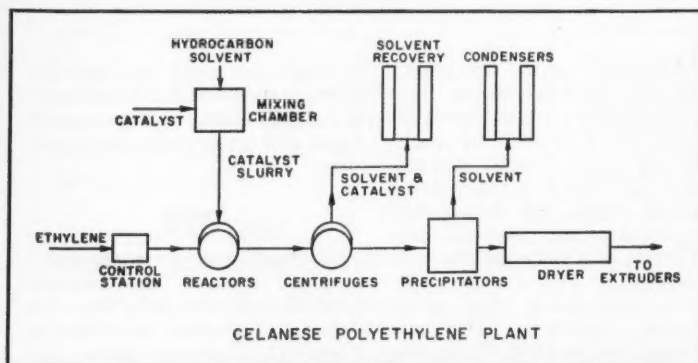 HYDROCARBON
SOLVENT
CATALYST
MIXING
CHAMBER
CATALYST
SLURRY
SOLVENT
RECOVERY
CONDENSERS
SOLVENT &
CATALYST
SOLVENT
ETHYLENE
CONTROL
STATION
REACTORS
CENTRIFUGES
PRECIPITATORS
DRYER
TO
EXTRUDERS
CELANESE POLYETHYLENE PLANT